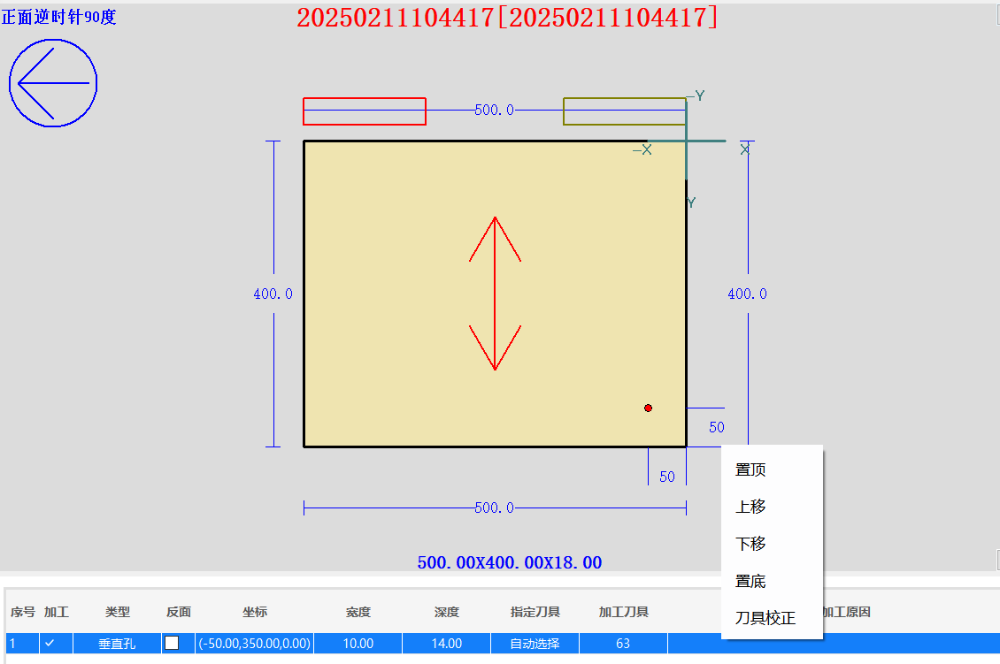 正面逆时针90度
20250211104417[20250211104417]
500.0
-Y
-X
X
Y
400.0
400.0
50
50
500.0
500.00X400.00X18.00
置顶
上移
下移
置底
刀具校正
序号 加工 类型 反面 坐标 宽度 深度 指定刀具 加工刀具 加工原因
1 垂直孔 (-50.00,350.00,0.00) 10.00 14.00 自动选择 63